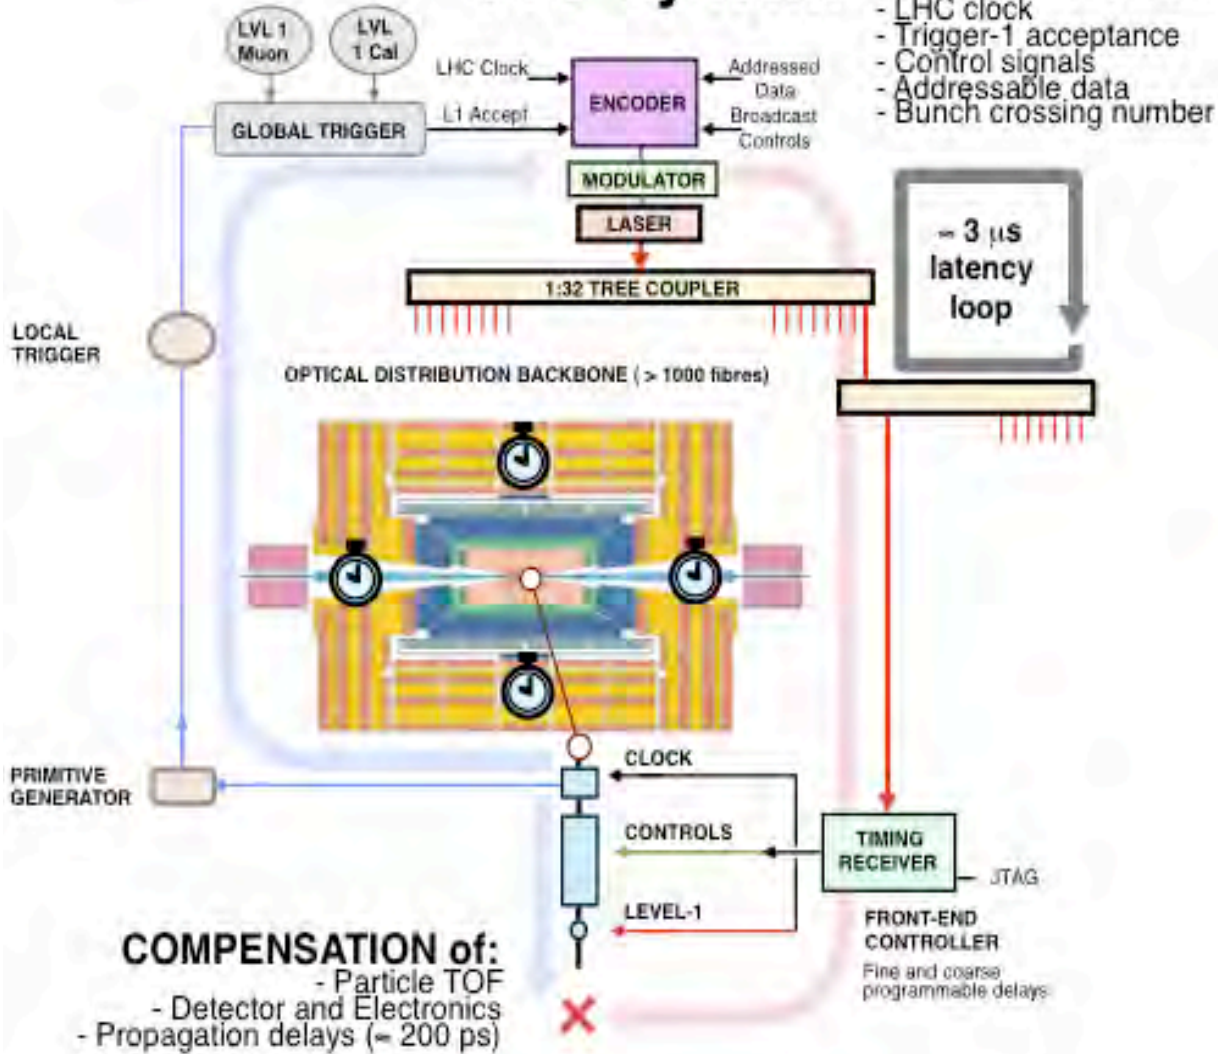 - LHC clock
- Trigger-1 acceptance
- Control signals
- Addressable data
- Bunch crossing number
LVL 1
Muon
LVL
1 Cal
LHC Clock
L1 Accept
ENCODER
Addressed
Data
Broadcast
Controls
GLOBAL TRIGGER
MODULATOR
LASER
1:32 TREE COUPLER
≈ 3 µs
latency
loop
LOCAL
TRIGGER
OPTICAL DISTRIBUTION BACKBONE ( > 1000 fibres)
PRIMITIVE
GENERATOR
CLOCK
CONTROLS
LEVEL-1
TIMING
RECEIVER
JTAG
FRONT-END
CONTROLLER
Fine and coarse
programmable delays
COMPENSATION of:
- Particle TOF
- Detector and Electronics
- Propagation delays (≈ 200 ps)